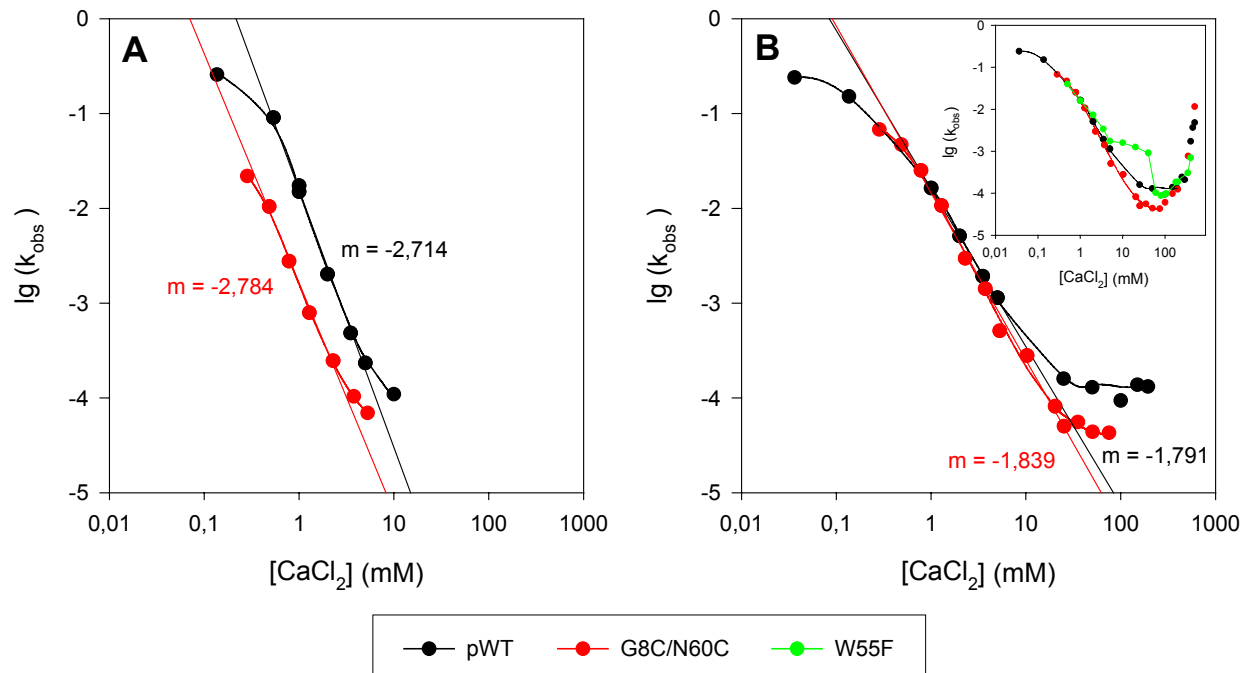 A
lg (k_obs)
0
-1
-2
-3
-4
-5
m = -2,714
m = -2,784
0,01 0,1 1 10 100 1000
[CaCl₂] (mM)
B
lg (k_obs)
0
-1
-2
-3
-4
-5
m = -1,839
m = -1,791
0,01 0,1 1 10 100 1000
[CaCl₂] (mM)
lg (k_obs)
0
-1
-2
-3
-4
-5
0,01 0,1 1 10 100
[CaCl₂] (mM)
pWT G8C/N60C W55F